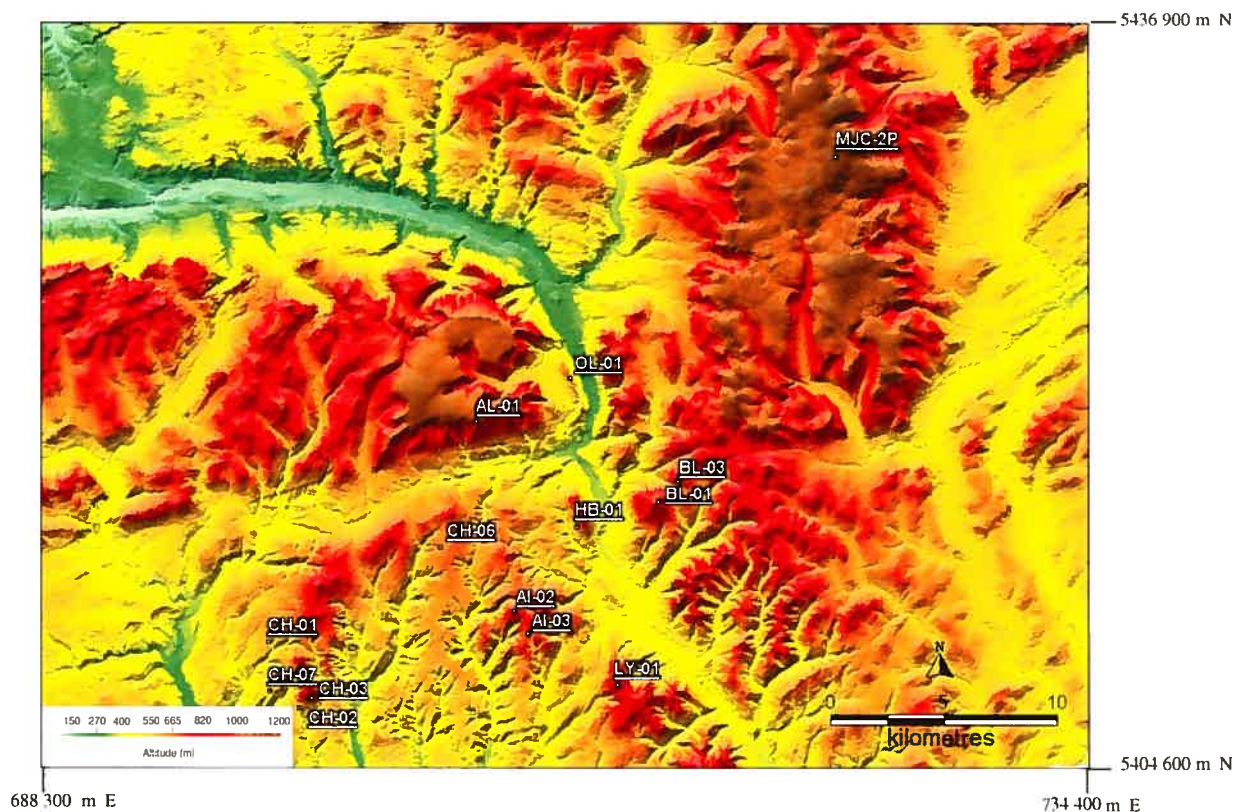 5436 900 m N
MJC-2P
OL-01
AL-01
BL-03
BL-01
HB-01
CH-06
AI-02
AI-03
CH-01
LY-01
CH-07
CH-03
CH-02
N
S
0 5 10
kilometres
150 270 400 550 665 820 1000 1200
Altitude (m)
5404 600 m N
688 300 m E
734 400 m E